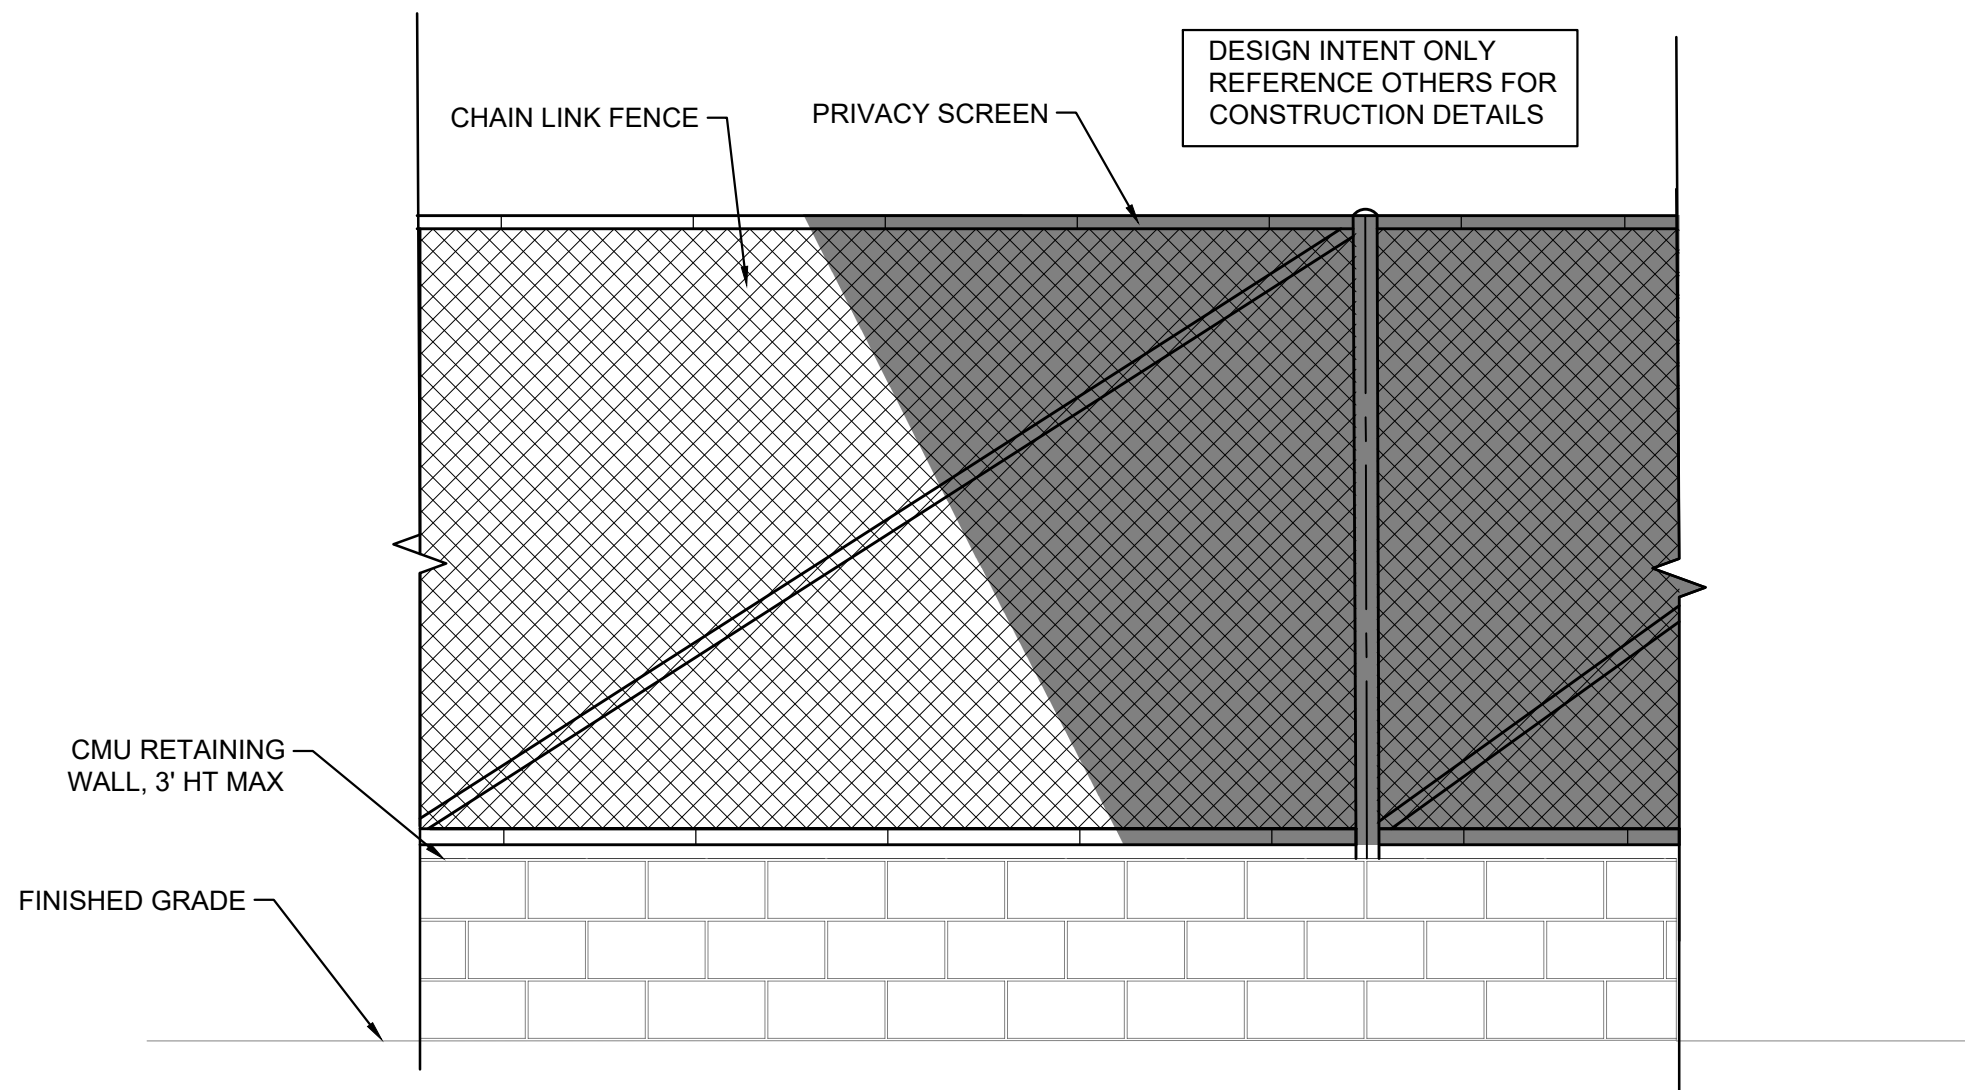 DESIGN INTENT ONLY
REFERENCE OTHERS FOR
CONSTRUCTION DETAILS
CHAIN LINK FENCE
PRIVACY SCREEN
CMU RETAINING
WALL, 3' HT MAX
FINISHED GRADE